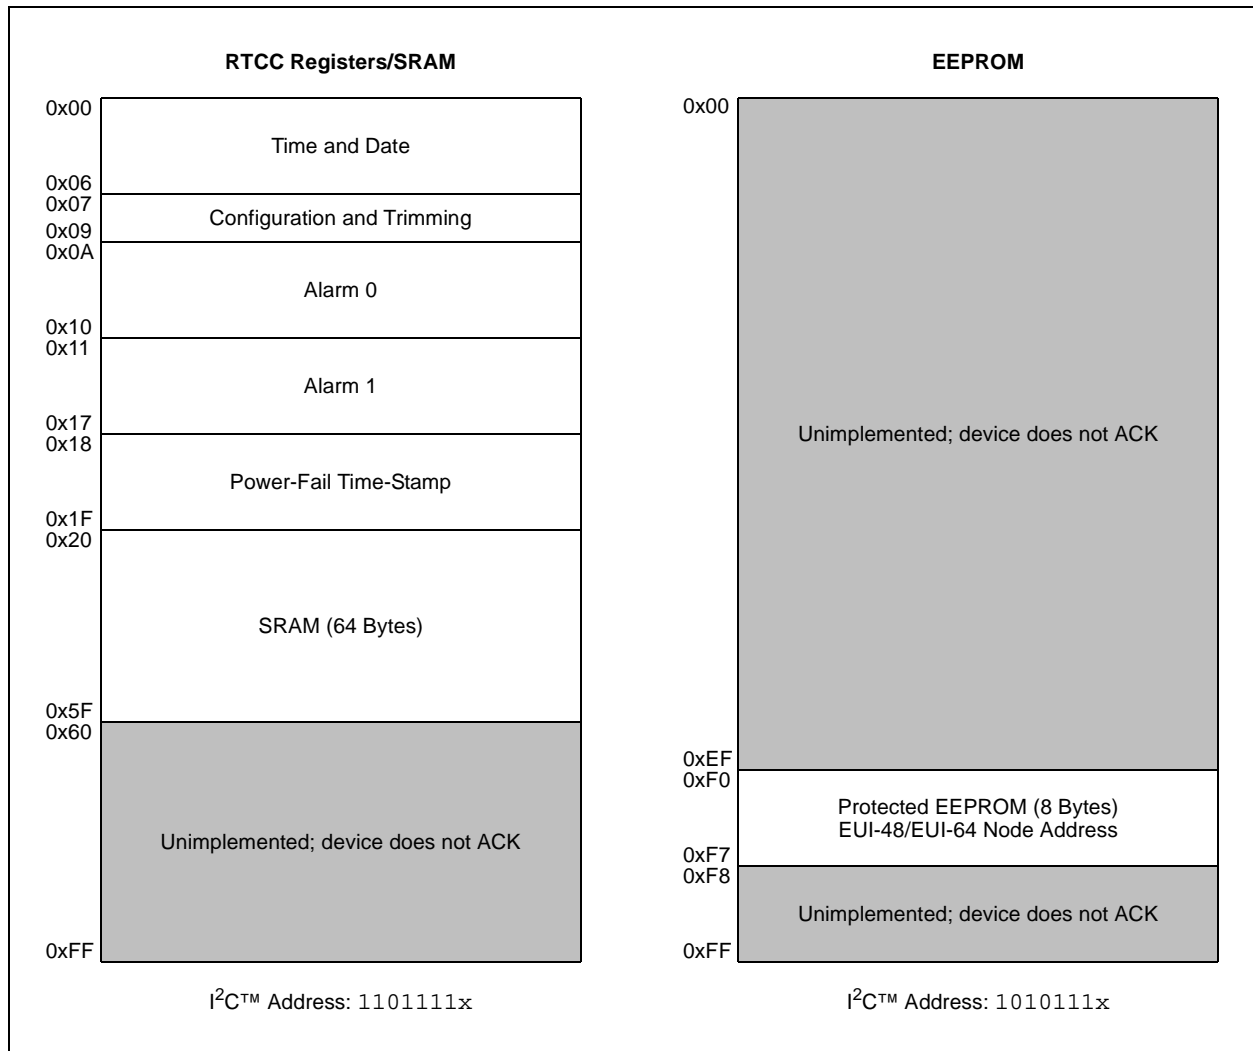 RTCC Registers/SRAM
0x00
Time and Date
0x06
0x07
Configuration and Trimming
0x09
0x0A
Alarm 0
0x10
0x11
Alarm 1
0x17
0x18
Power-Fail Time-Stamp
0x1F
0x20
SRAM (64 Bytes)
0x5F
0x60
Unimplemented; device does not ACK
0xFF
I²C™ Address: 1101111x
EEPROM
0x00
Unimplemented; device does not ACK
0xEF
0xF0
Protected EEPROM (8 Bytes)
EUI-48/EUI-64 Node Address
0xF7
0xF8
Unimplemented; device does not ACK
0xFF
I²C™ Address: 1010111x